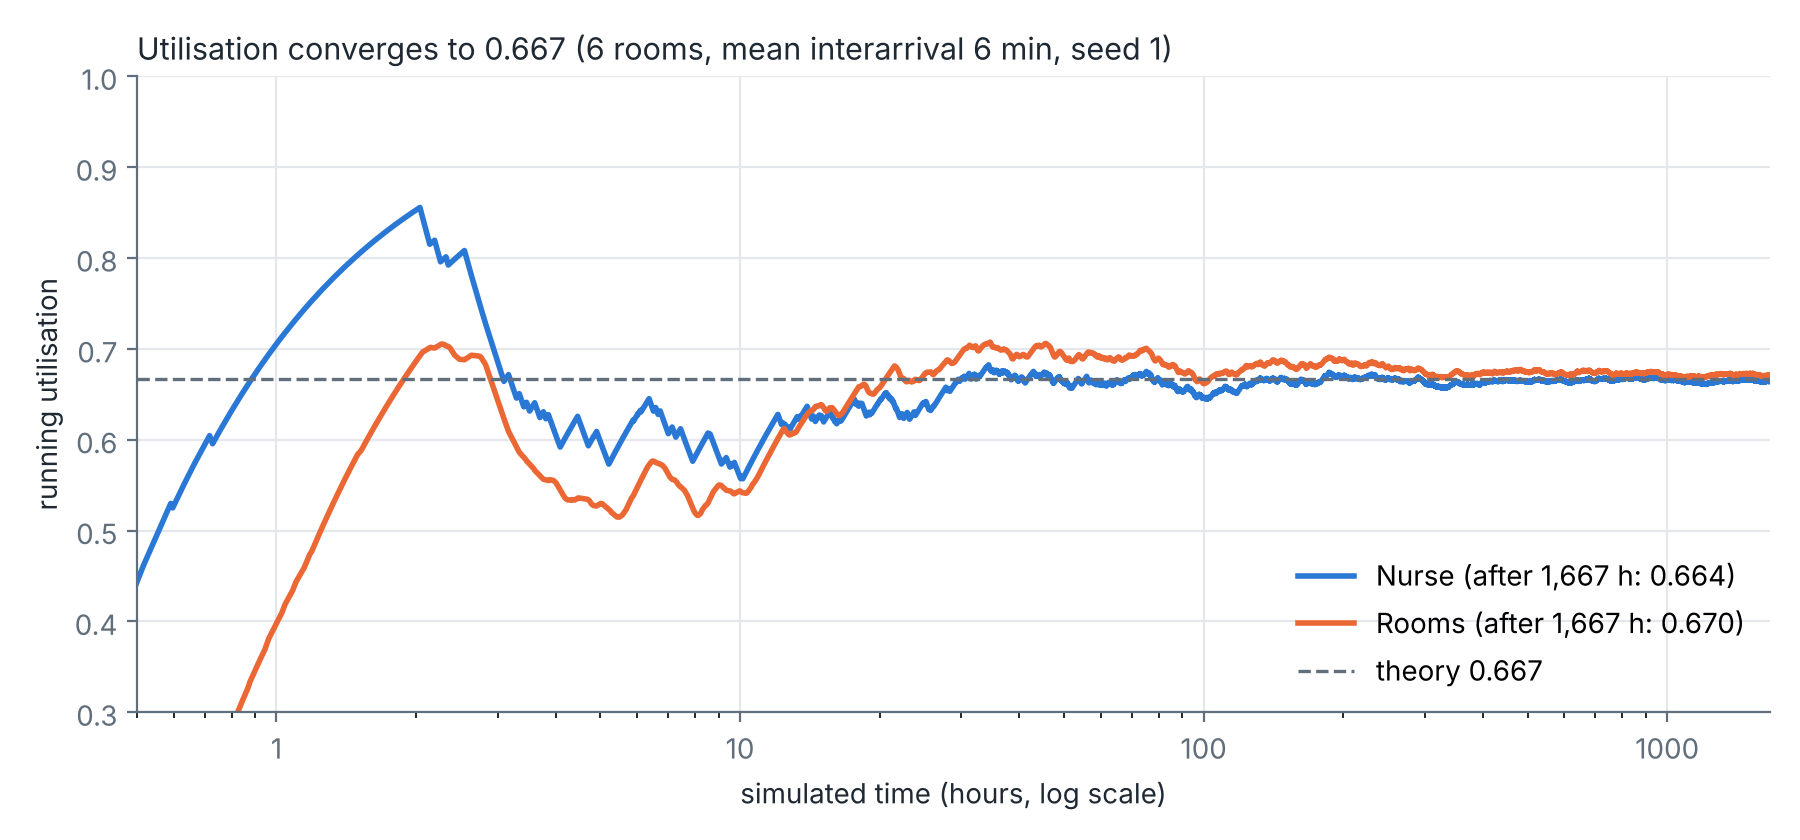 Utilisation converges to 0.667 (6 rooms, mean interarrival 6 min, seed 1)
running utilisation
1.0
0.9
0.8
0.7
0.6
0.5
0.4
0.3
Nurse (after 1,667 h: 0.664)
Rooms (after 1,667 h: 0.670)
theory 0.667
1
10
100
1000
simulated time (hours, log scale)